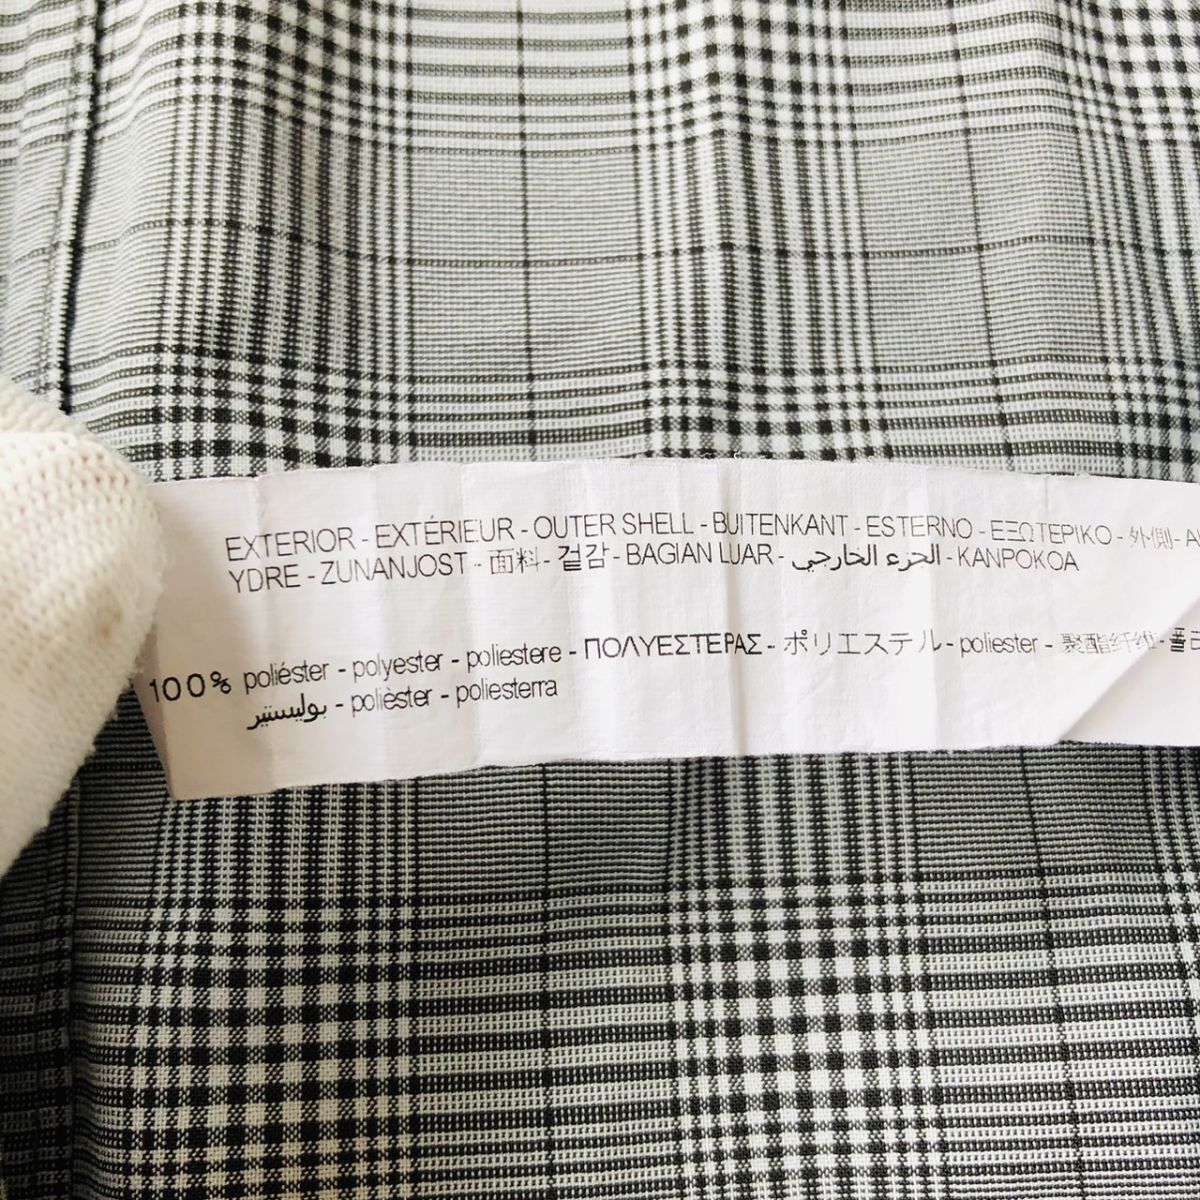 EXTERIOR - EXTÉRIEUR - OUTER SHELL - BUITENKANT - ESTERNO - ΕΞΩΤΕΡΙΚΟ - 外側 -
YDRE - ZUNANJOST - 面料 - 겉감 - BAGIAN LUAR - الجزء الخارجي - KANPOKOA
100% poliéster - polyester - poliestere - ΠΟΛΥΕΣΤΕΡΑΣ - ポリエステル - poliester - 聚酯纤维 -
بوليستير - polièster - poliesterra